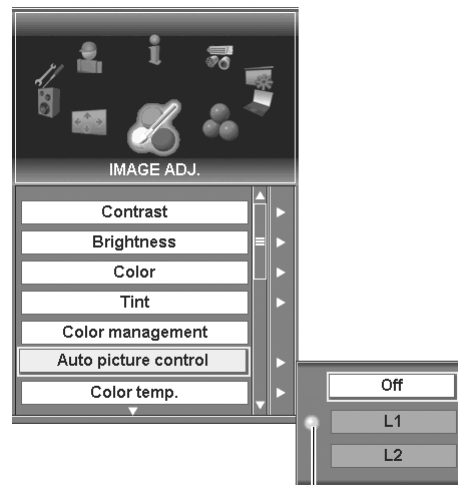 IMAGE ADJ.
Contrast
Brightness
Color
Tint
Color management
Auto picture control
Color temp.
Off
L1
L2